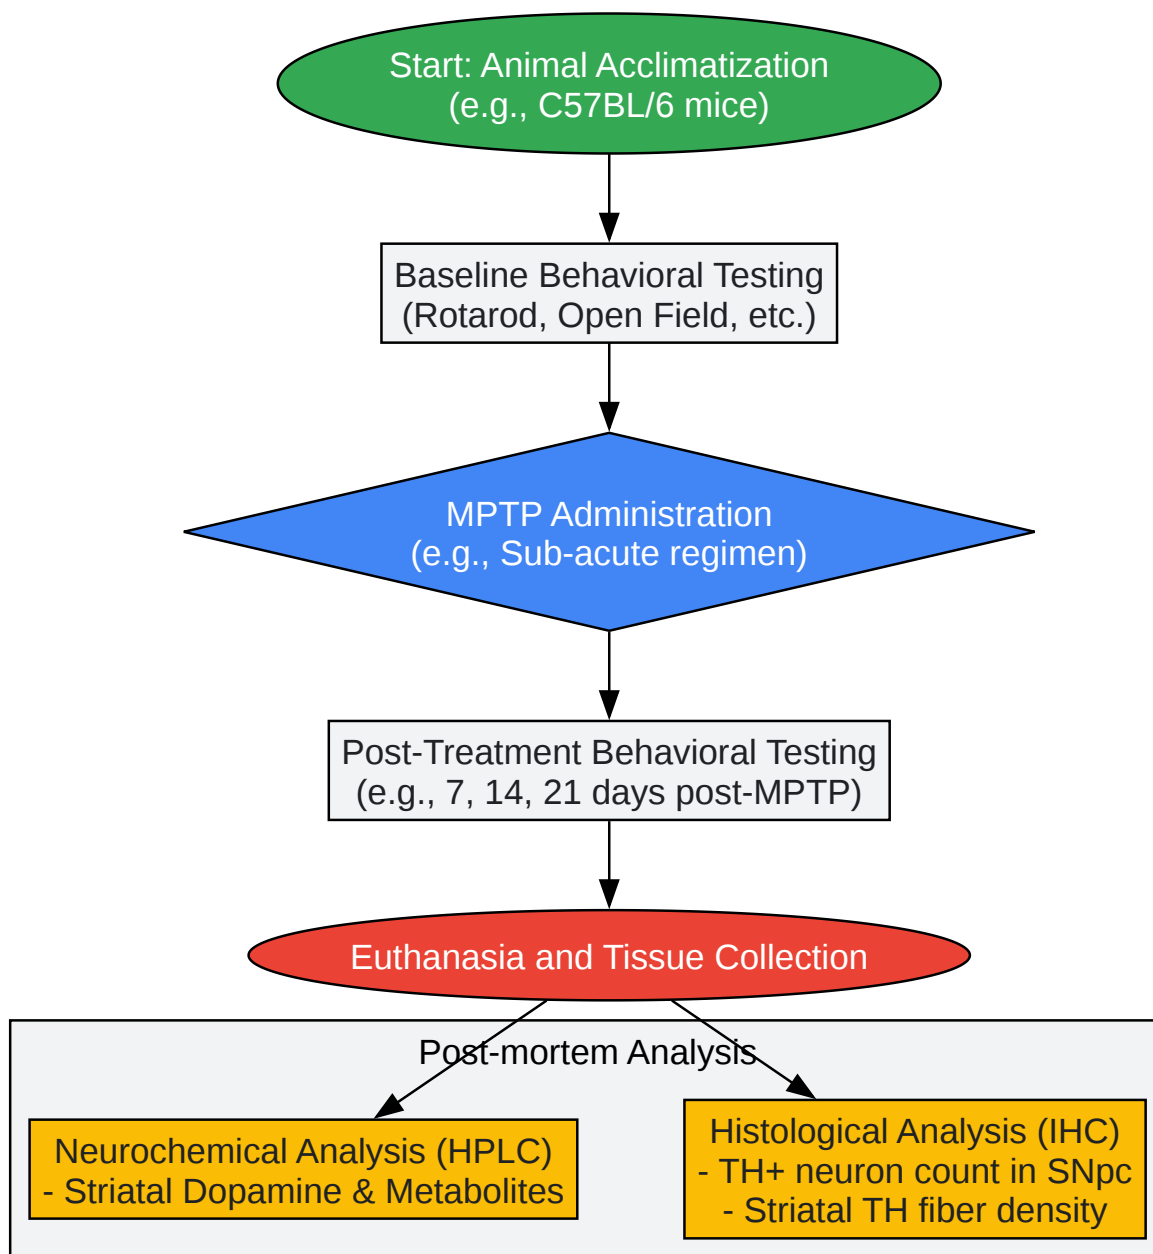 Start: Animal Acclimatization
(e.g., C57BL/6 mice)
Baseline Behavioral Testing
(Rotarod, Open Field, etc.)
MPTP Administration
(e.g., Sub-acute regimen)
Post-Treatment Behavioral Testing
(e.g., 7, 14, 21 days post-MPTP)
Euthanasia and Tissue Collection
Post-mortem Analysis
Neurochemical Analysis (HPLC)
- Striatal Dopamine & Metabolites
Histological Analysis (IHC)
- TH+ neuron count in SNpc
- Striatal TH fiber density